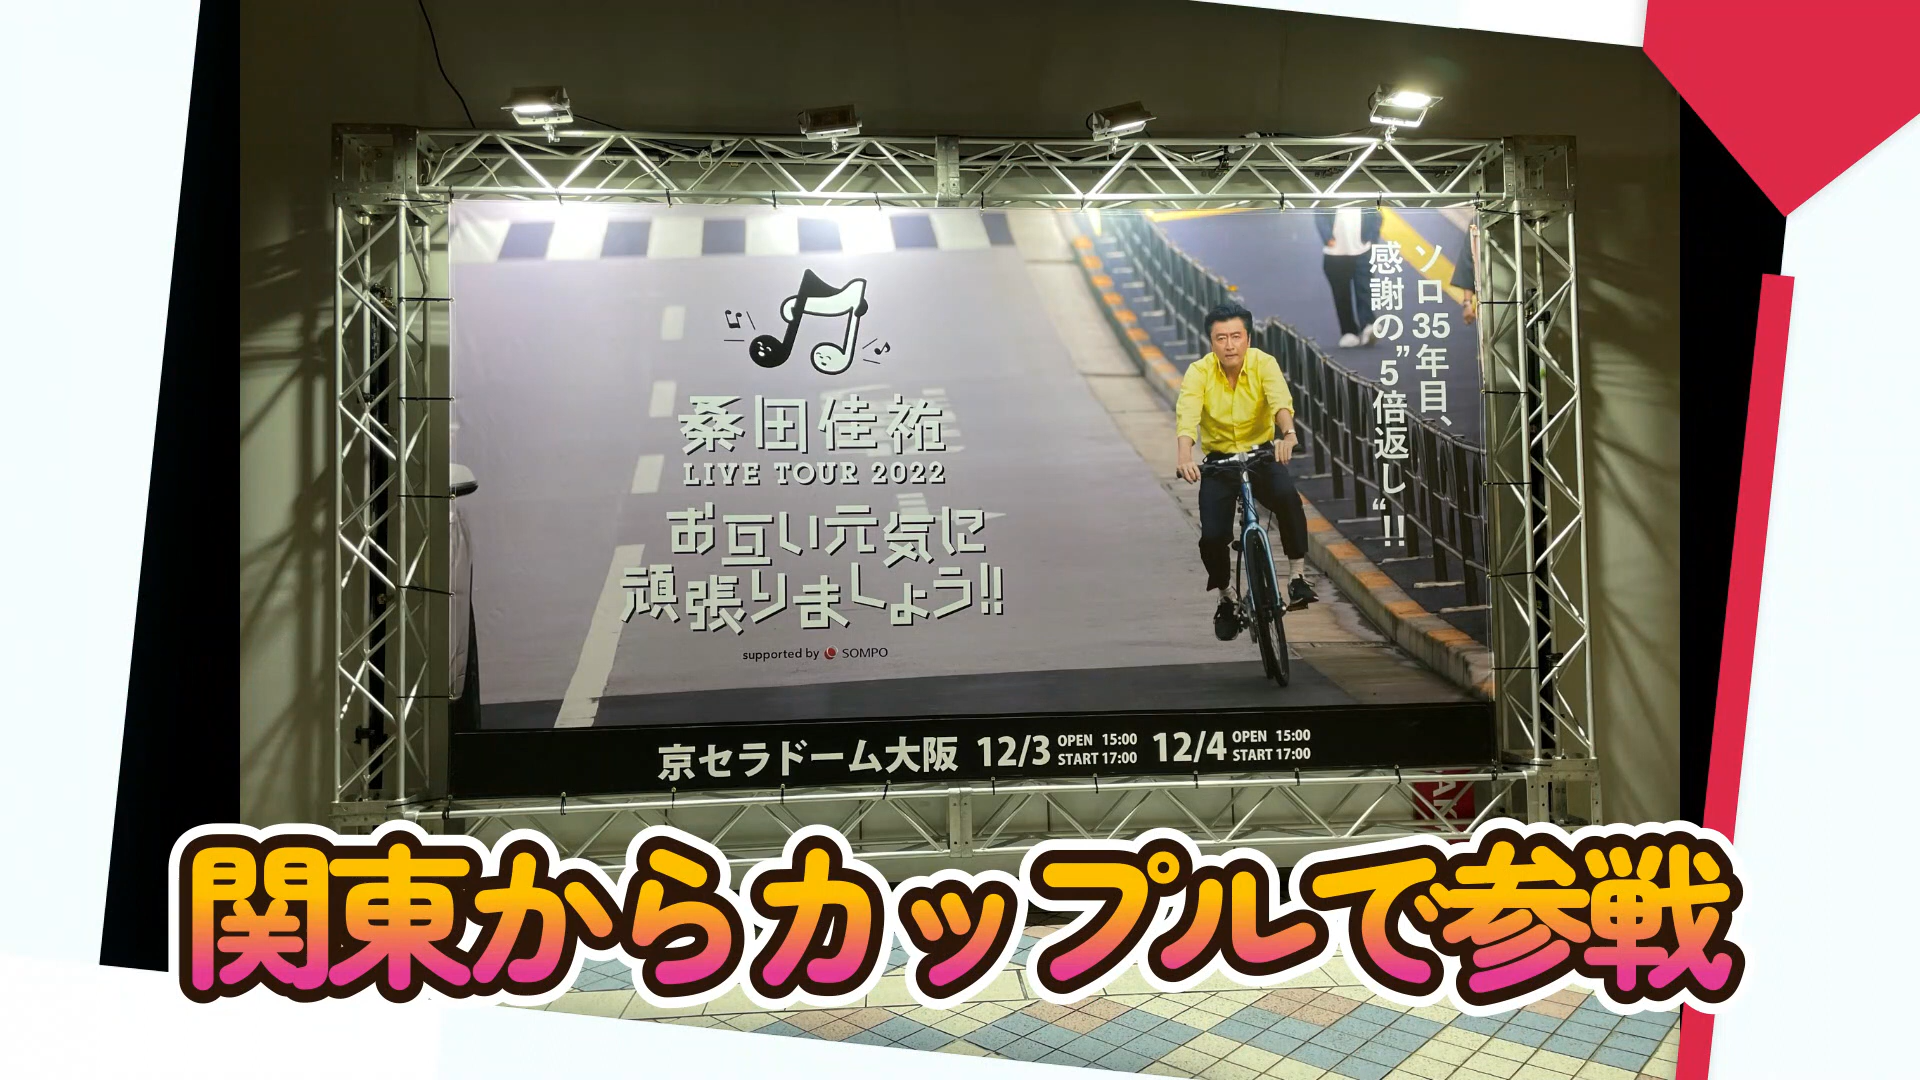 ソロ35年目、
感謝の”5倍返し“!!
桑田佳祐
LIVE TOUR 2022
お互い元気に
頑張りましょう!!
supported by SOMPO
京セラドーム大阪 12/3 OPEN 15:00 START 17:00 12/4 OPEN 15:00 START 17:00
関東からカップルで参戦